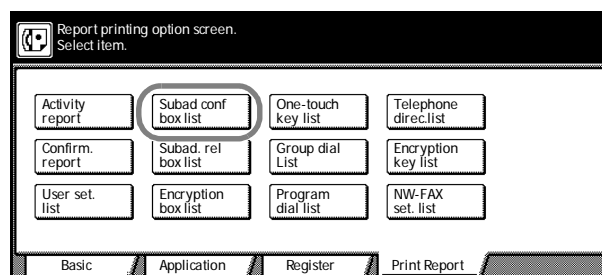 Report printing option screen.
Select item.
Activity
report
Subad conf
box list
One-touch
key list
Telephone
direc.list
Confirm.
report
Subad. rel
box list
Group dial
List
Encryption
key list
User set.
list
Encryption
box list
Program
dial list
NW-FAX
set. list
Basic
Application
Register
Print Report